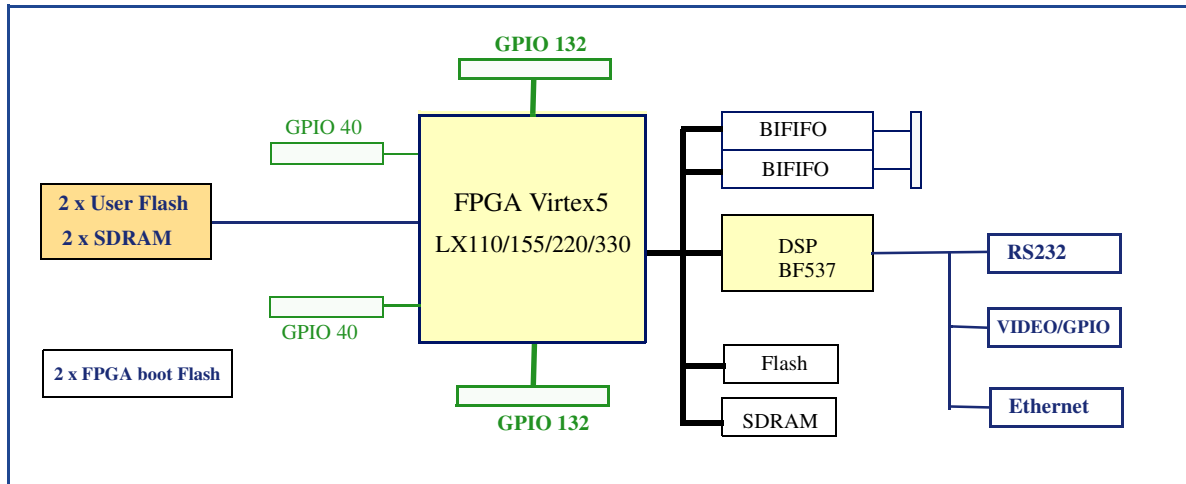 GPIO 132
GPIO 40
BIFIFO
BIFIFO
2 x User Flash
2 x SDRAM
FPGA Virtex5
LX110/155/220/330
DSP
BF537
RS232
VIDEO/GPIO
GPIO 40
2 x FPGA boot Flash
Flash
Ethernet
GPIO 132
SDRAM